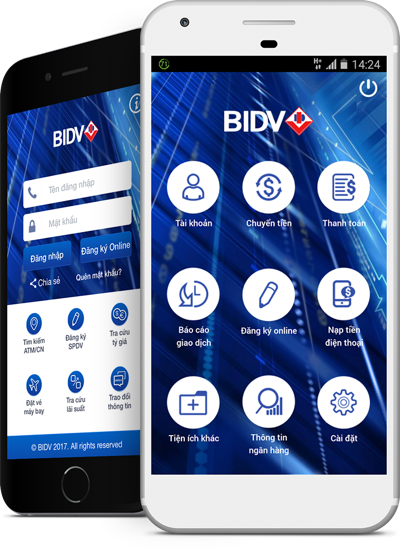 BIDV
Tên đăng nhập
Mật khẩu
Đăng nhập
Đăng ký Online
Chia sẻ
Quên mật khẩu?
Tìm kiếm
ATM/CN
Đăng ký
SPDV
Tra cứu
tỷ giá
Đặt vé
máy bay
Tra cứu
lãi suất
Trao đổi
thông tin
© BIDV 2017. All rights reserved
71
H+
14:24
BIDV
Tài khoản
Chuyển tiền
Thanh toán
Báo cáo
giao dịch
Đăng ký online
Nạp tiền
điện thoại
Tiện ích khác
Thông tin
ngân hàng
Cài đặt